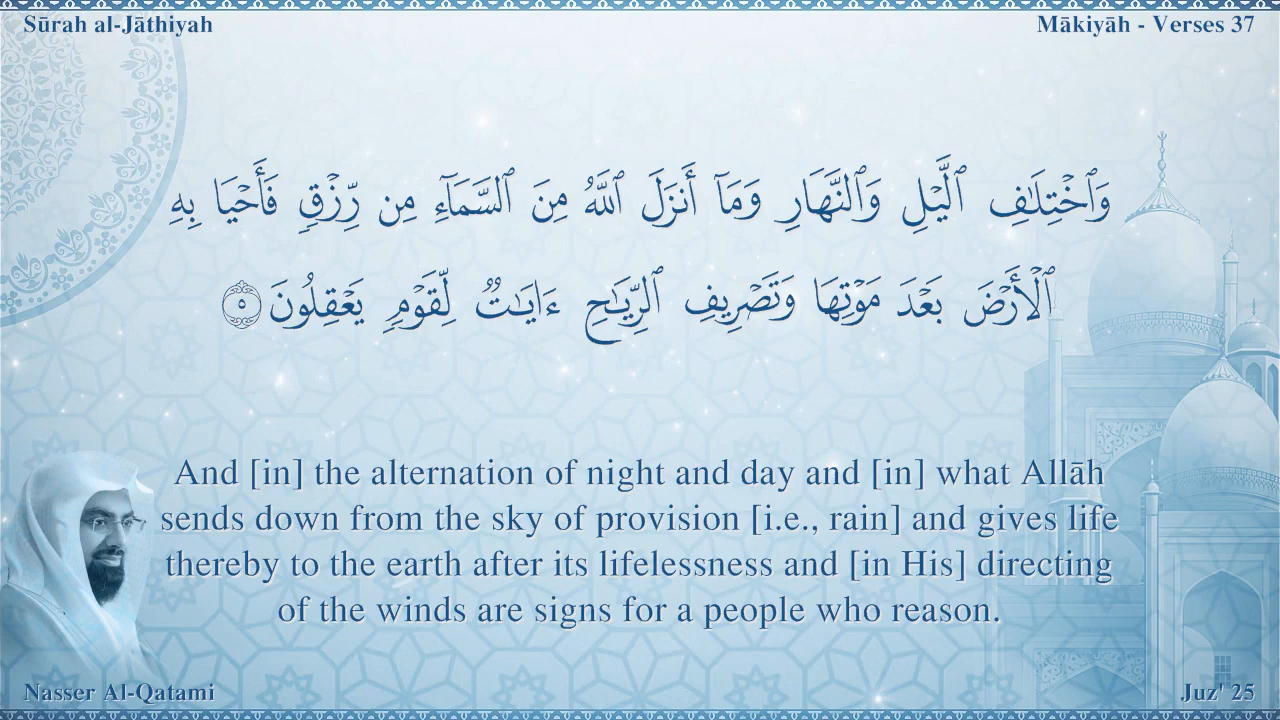 Sūrah al-Jāthiyah
Mākiyāh - Verses 37
وَٱخْتِلَـٰفِ ٱلَّيْلِ وَٱلنَّهَارِ وَمَآ أَنزَلَ ٱللَّهُ مِنَ ٱلسَّمَآءِ مِن رِّزْقٍۢ فَأَحْيَا بِهِ
ٱلْأَرْضَ بَعْدَ مَوْتِهَا وَتَصْرِيفِ ٱلرِّيَـٰحِ ءَايَـٰتٌۭ لِّقَوْمٍۢ يَعْقِلُونَ ٥
And [in] the alternation of night and day and [in] what Allāh
sends down from the sky of provision [i.e., rain] and gives life
thereby to the earth after its lifelessness and [in His] directing
of the winds are signs for a people who reason.
Nasser Al-Qatami
Juz' 25